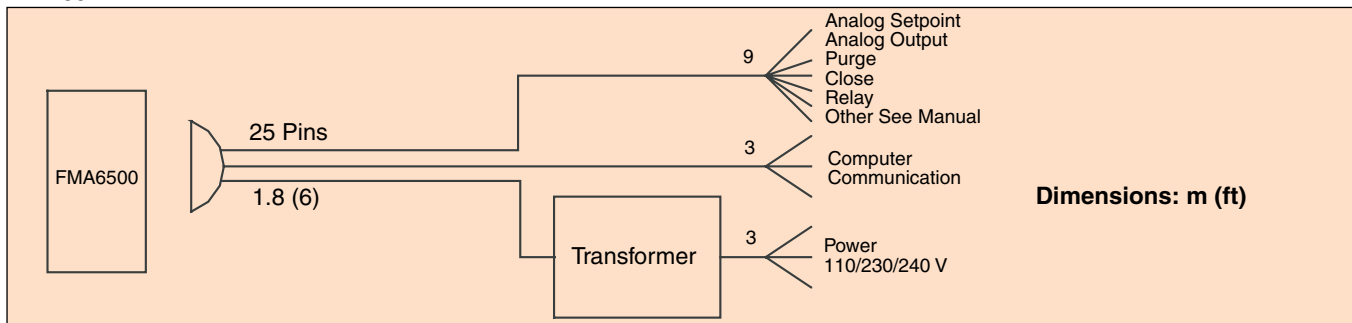 Analog Setpoint
Analog Output
9
Purge
Close
Relay
Other See Manual
25 Pins
3
Computer
Communication
FMA6500
1.8 (6)
Dimensions: m (ft)
Transformer
3
Power
110/230/240 V